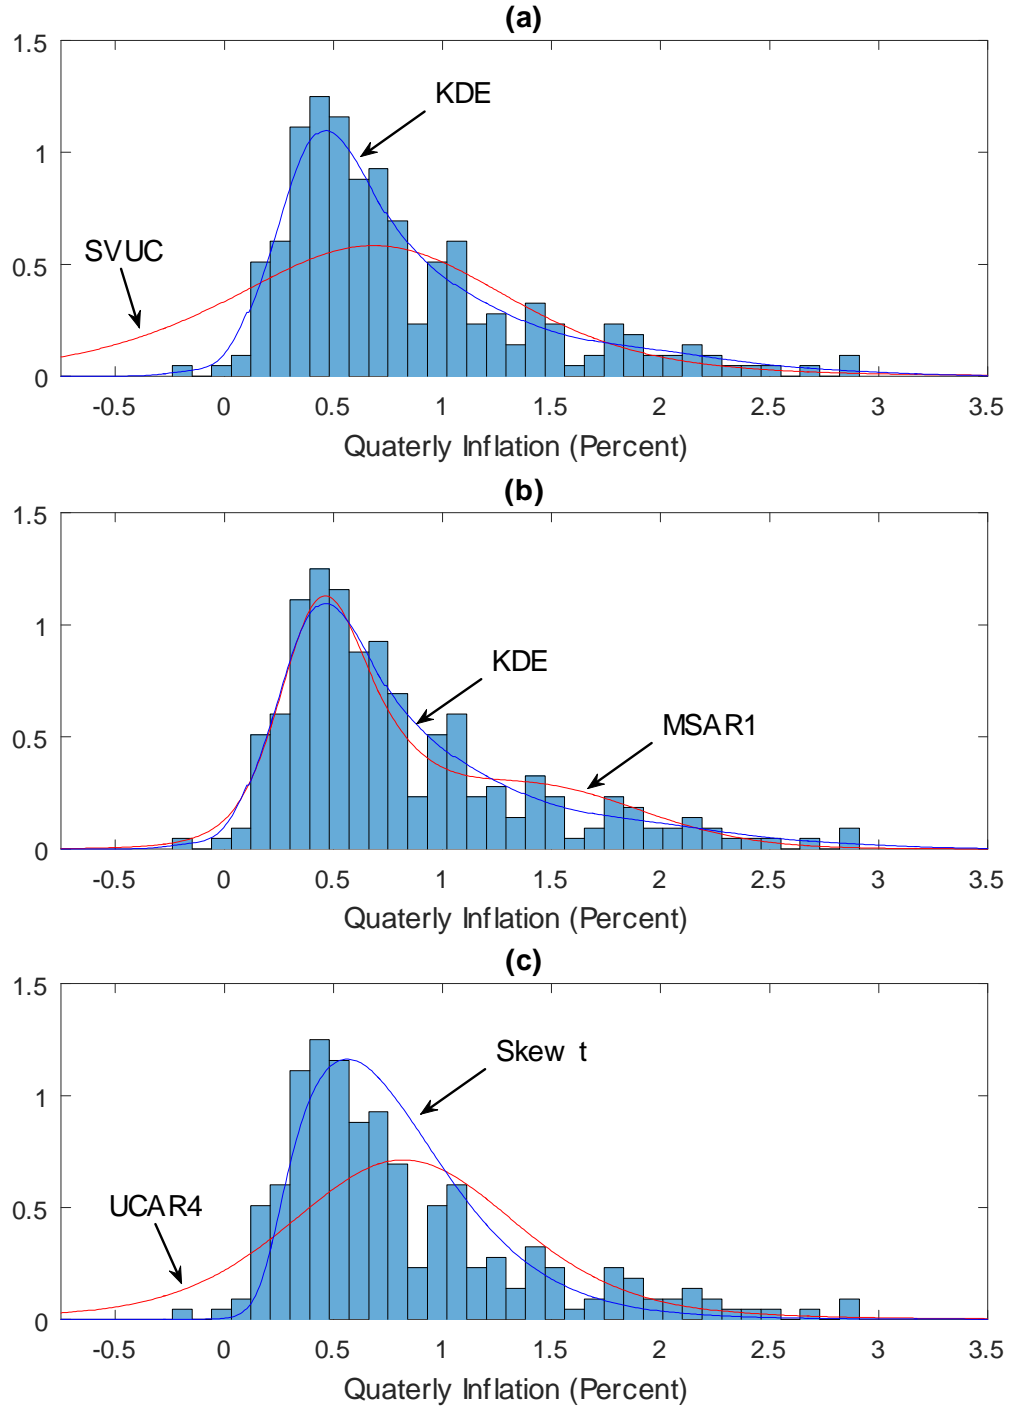 (a)
1.5
KDE
1
SVUC
0.5
0
-0.5 0 0.5 1 1.5 2 2.5 3 3.5
Quaterly Inflation (Percent)
(b)
1.5
1
KDE
MSAR1
0.5
0
-0.5 0 0.5 1 1.5 2 2.5 3 3.5
Quaterly Inflation (Percent)
(c)
1.5
Skew t
1
UCAR4
0.5
0
-0.5 0 0.5 1 1.5 2 2.5 3 3.5
Quaterly Inflation (Percent)